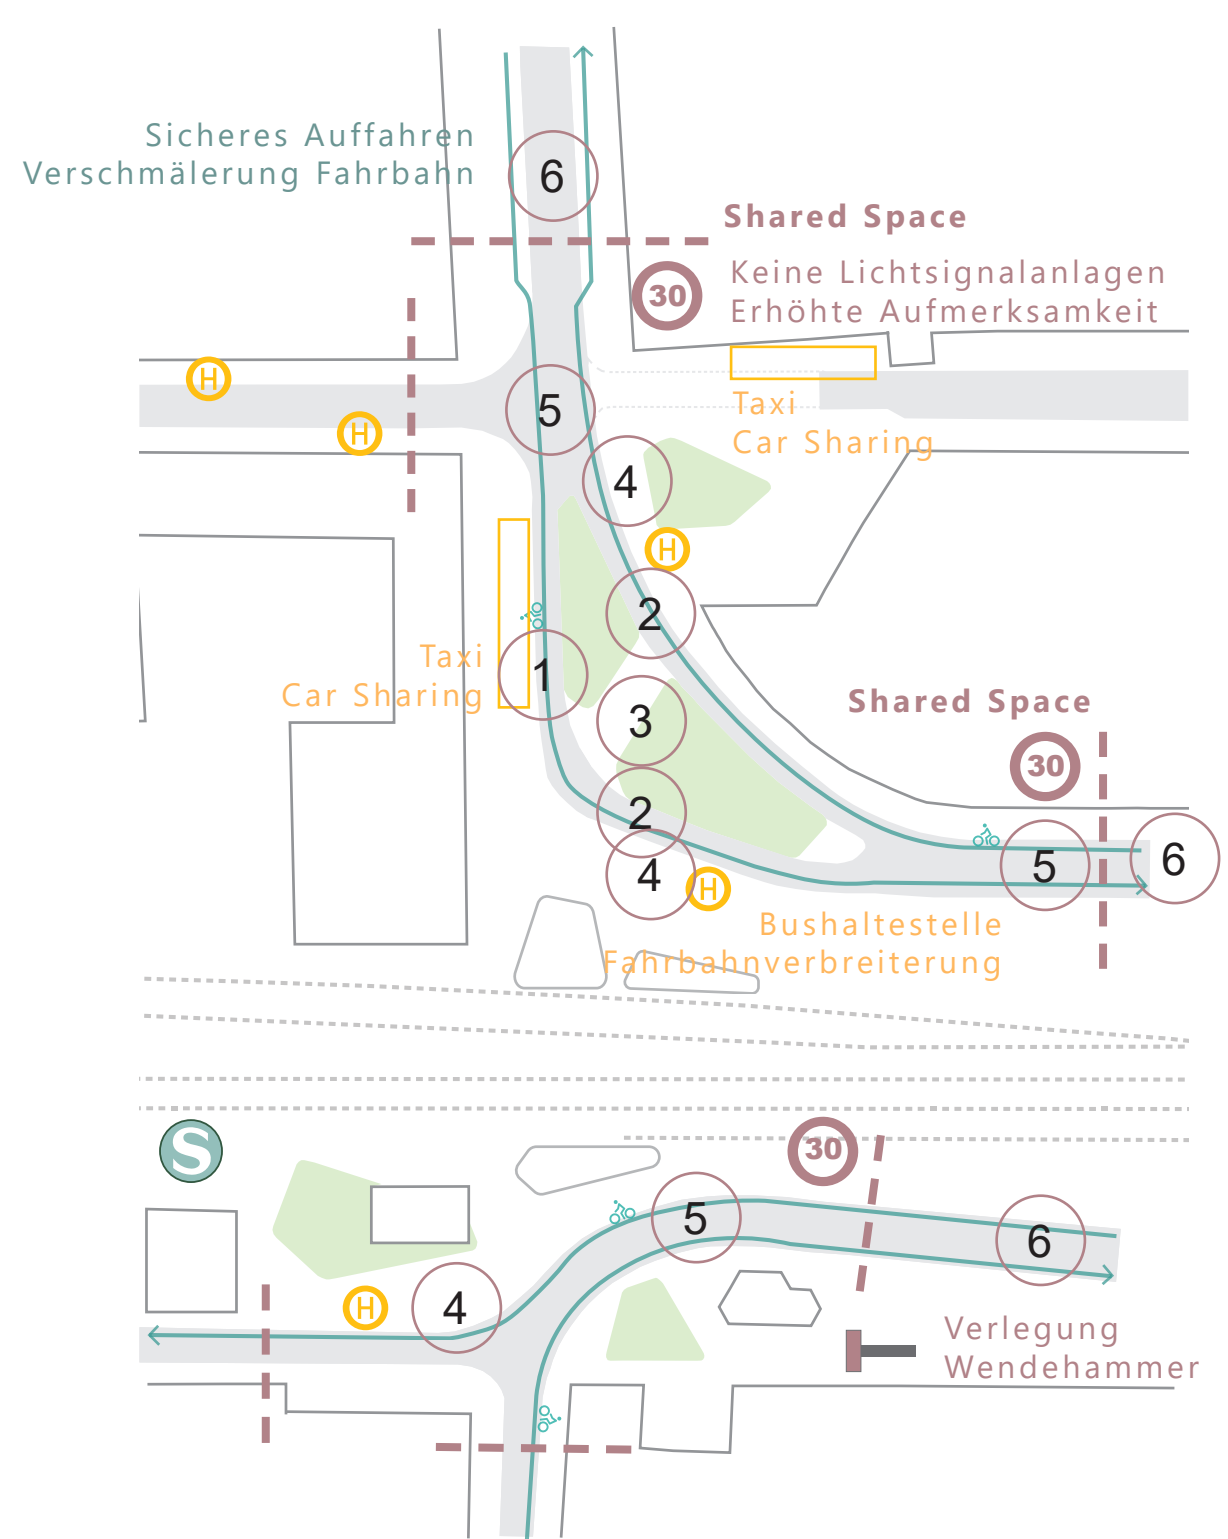 Sicheres Auffahren
Verschmälerung Fahrbahn
6
Shared Space
30
Keine Lichtsignalanlagen
Erhöhte Aufmerksamkeit
H
H
5
Taxi
Car Sharing
4
H
2
Taxi
Car Sharing
1
3
Shared Space
30
2
4
H
5
6
Bushaltestelle
Fahrbahnverbreiterung
S
30
5
6
H
4
Verlegung
Wendehammer